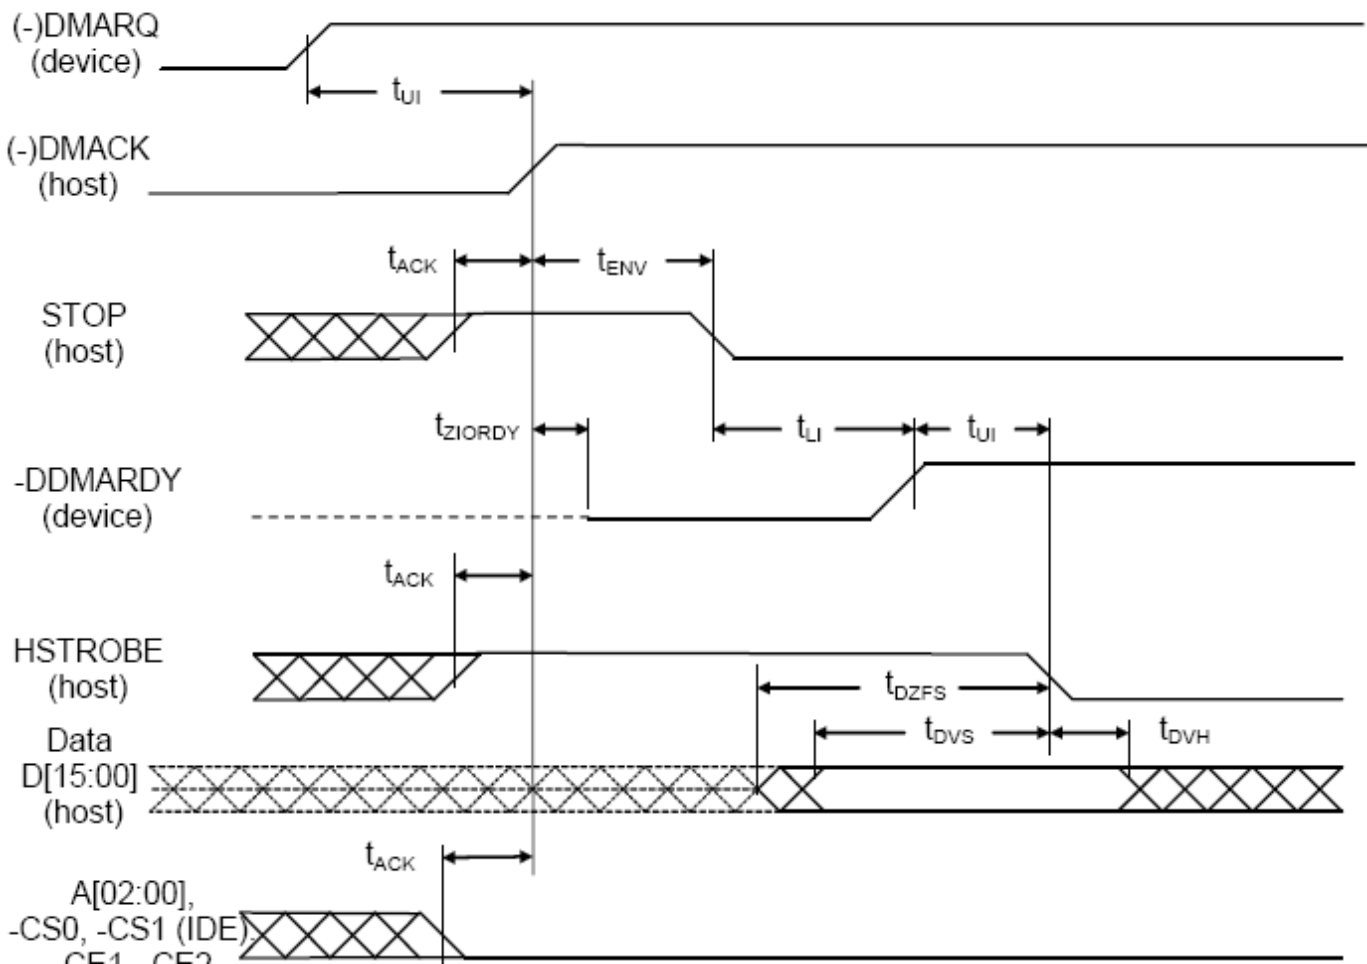 (-)DMARQ
(device)
tUI
(-)DMACK
(host)
tACK
tENV
STOP
(host)
tZIORDY
tLI
tUI
-DDMARDY
(device)
tACK
HSTROBE
(host)
tDZFS
Data
tDVS
tDVH
D[15:00]
(host)
tACK
A[02:00],
-CS0, -CS1 (IDE)